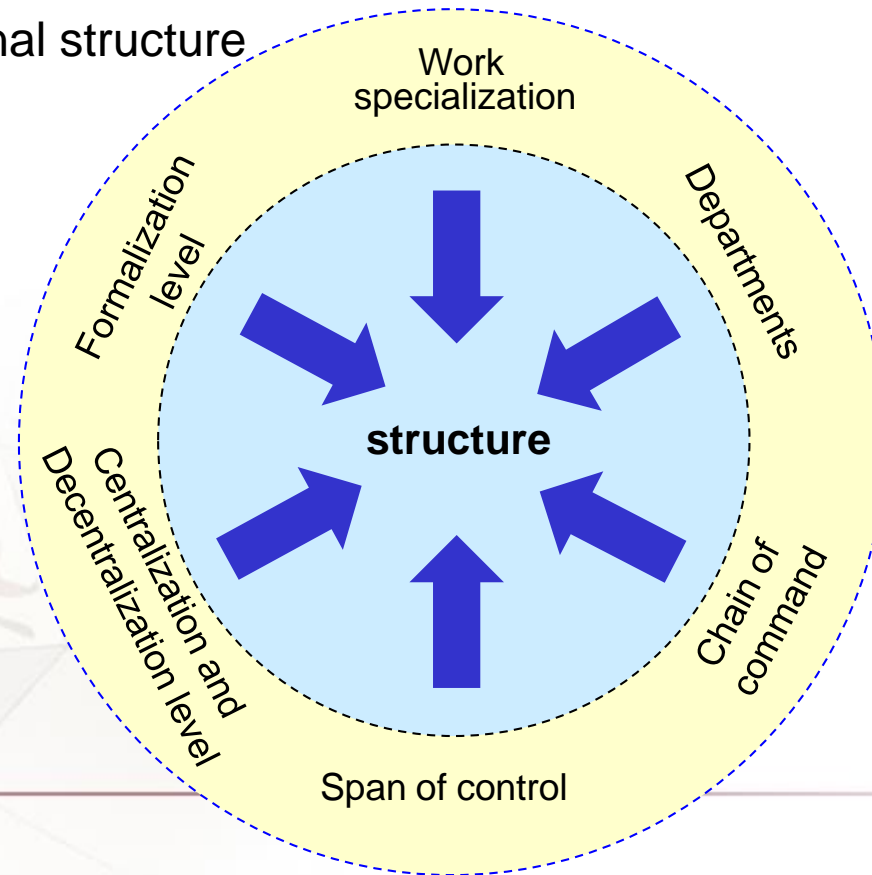 nal structure
Work
specialization
Departments
Chain of
command
Span of control
Centralization and
Decentralization level
Formalization
level
structure